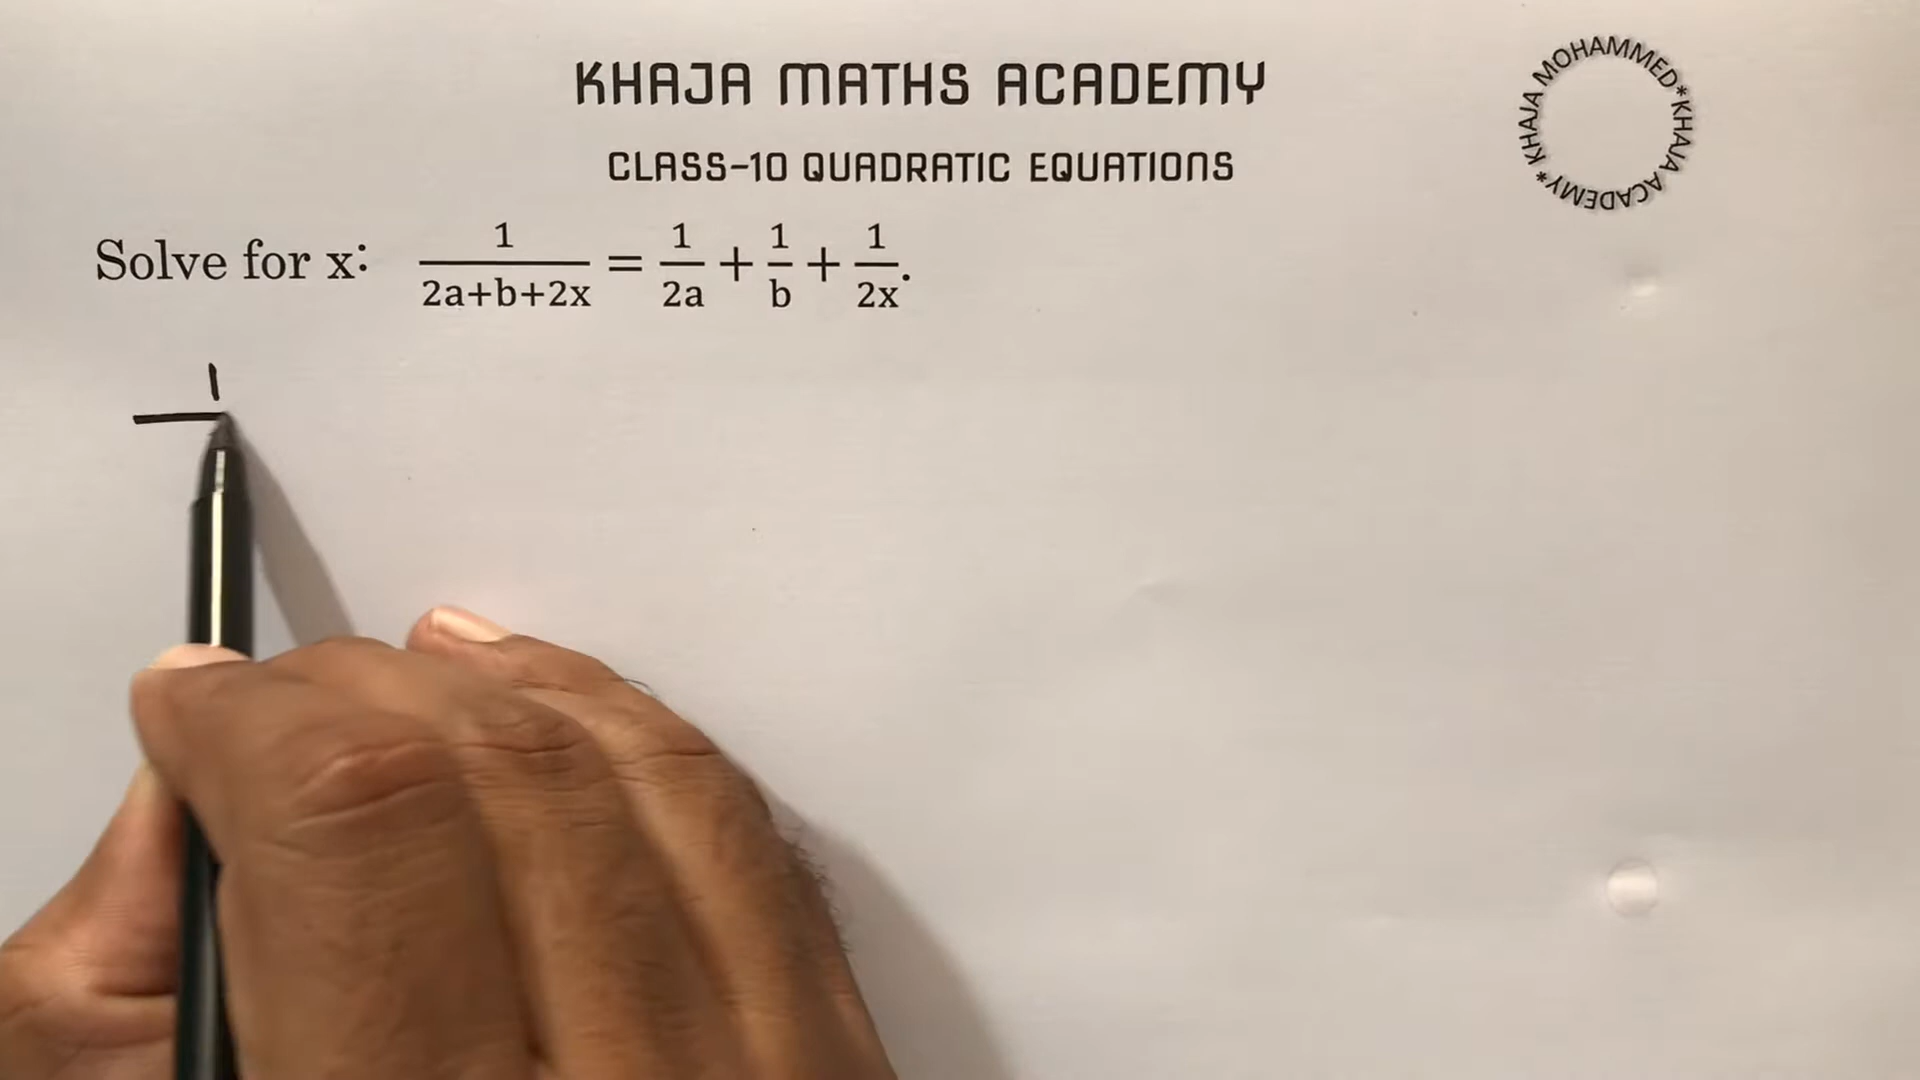 KHAJA MATHS ACADEMY
CLASS-10 QUADRATIC EQUATIONS
KHAJA MOHAMMED*KHAJA ACADEMY*
Solve for x: 1/(2a+b+2x) = 1/2a + 1/b + 1/2x.
1